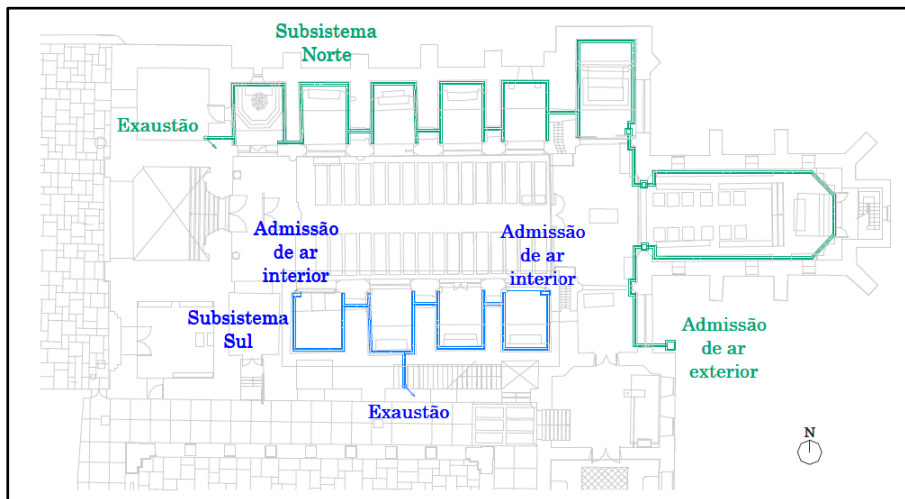 Subsistema
Norte
Exaustão
Admissão
de ar
interior
Admissão
de ar
interior
Subsistema
Sul
Admissão
de ar
exterior
Exaustão
N